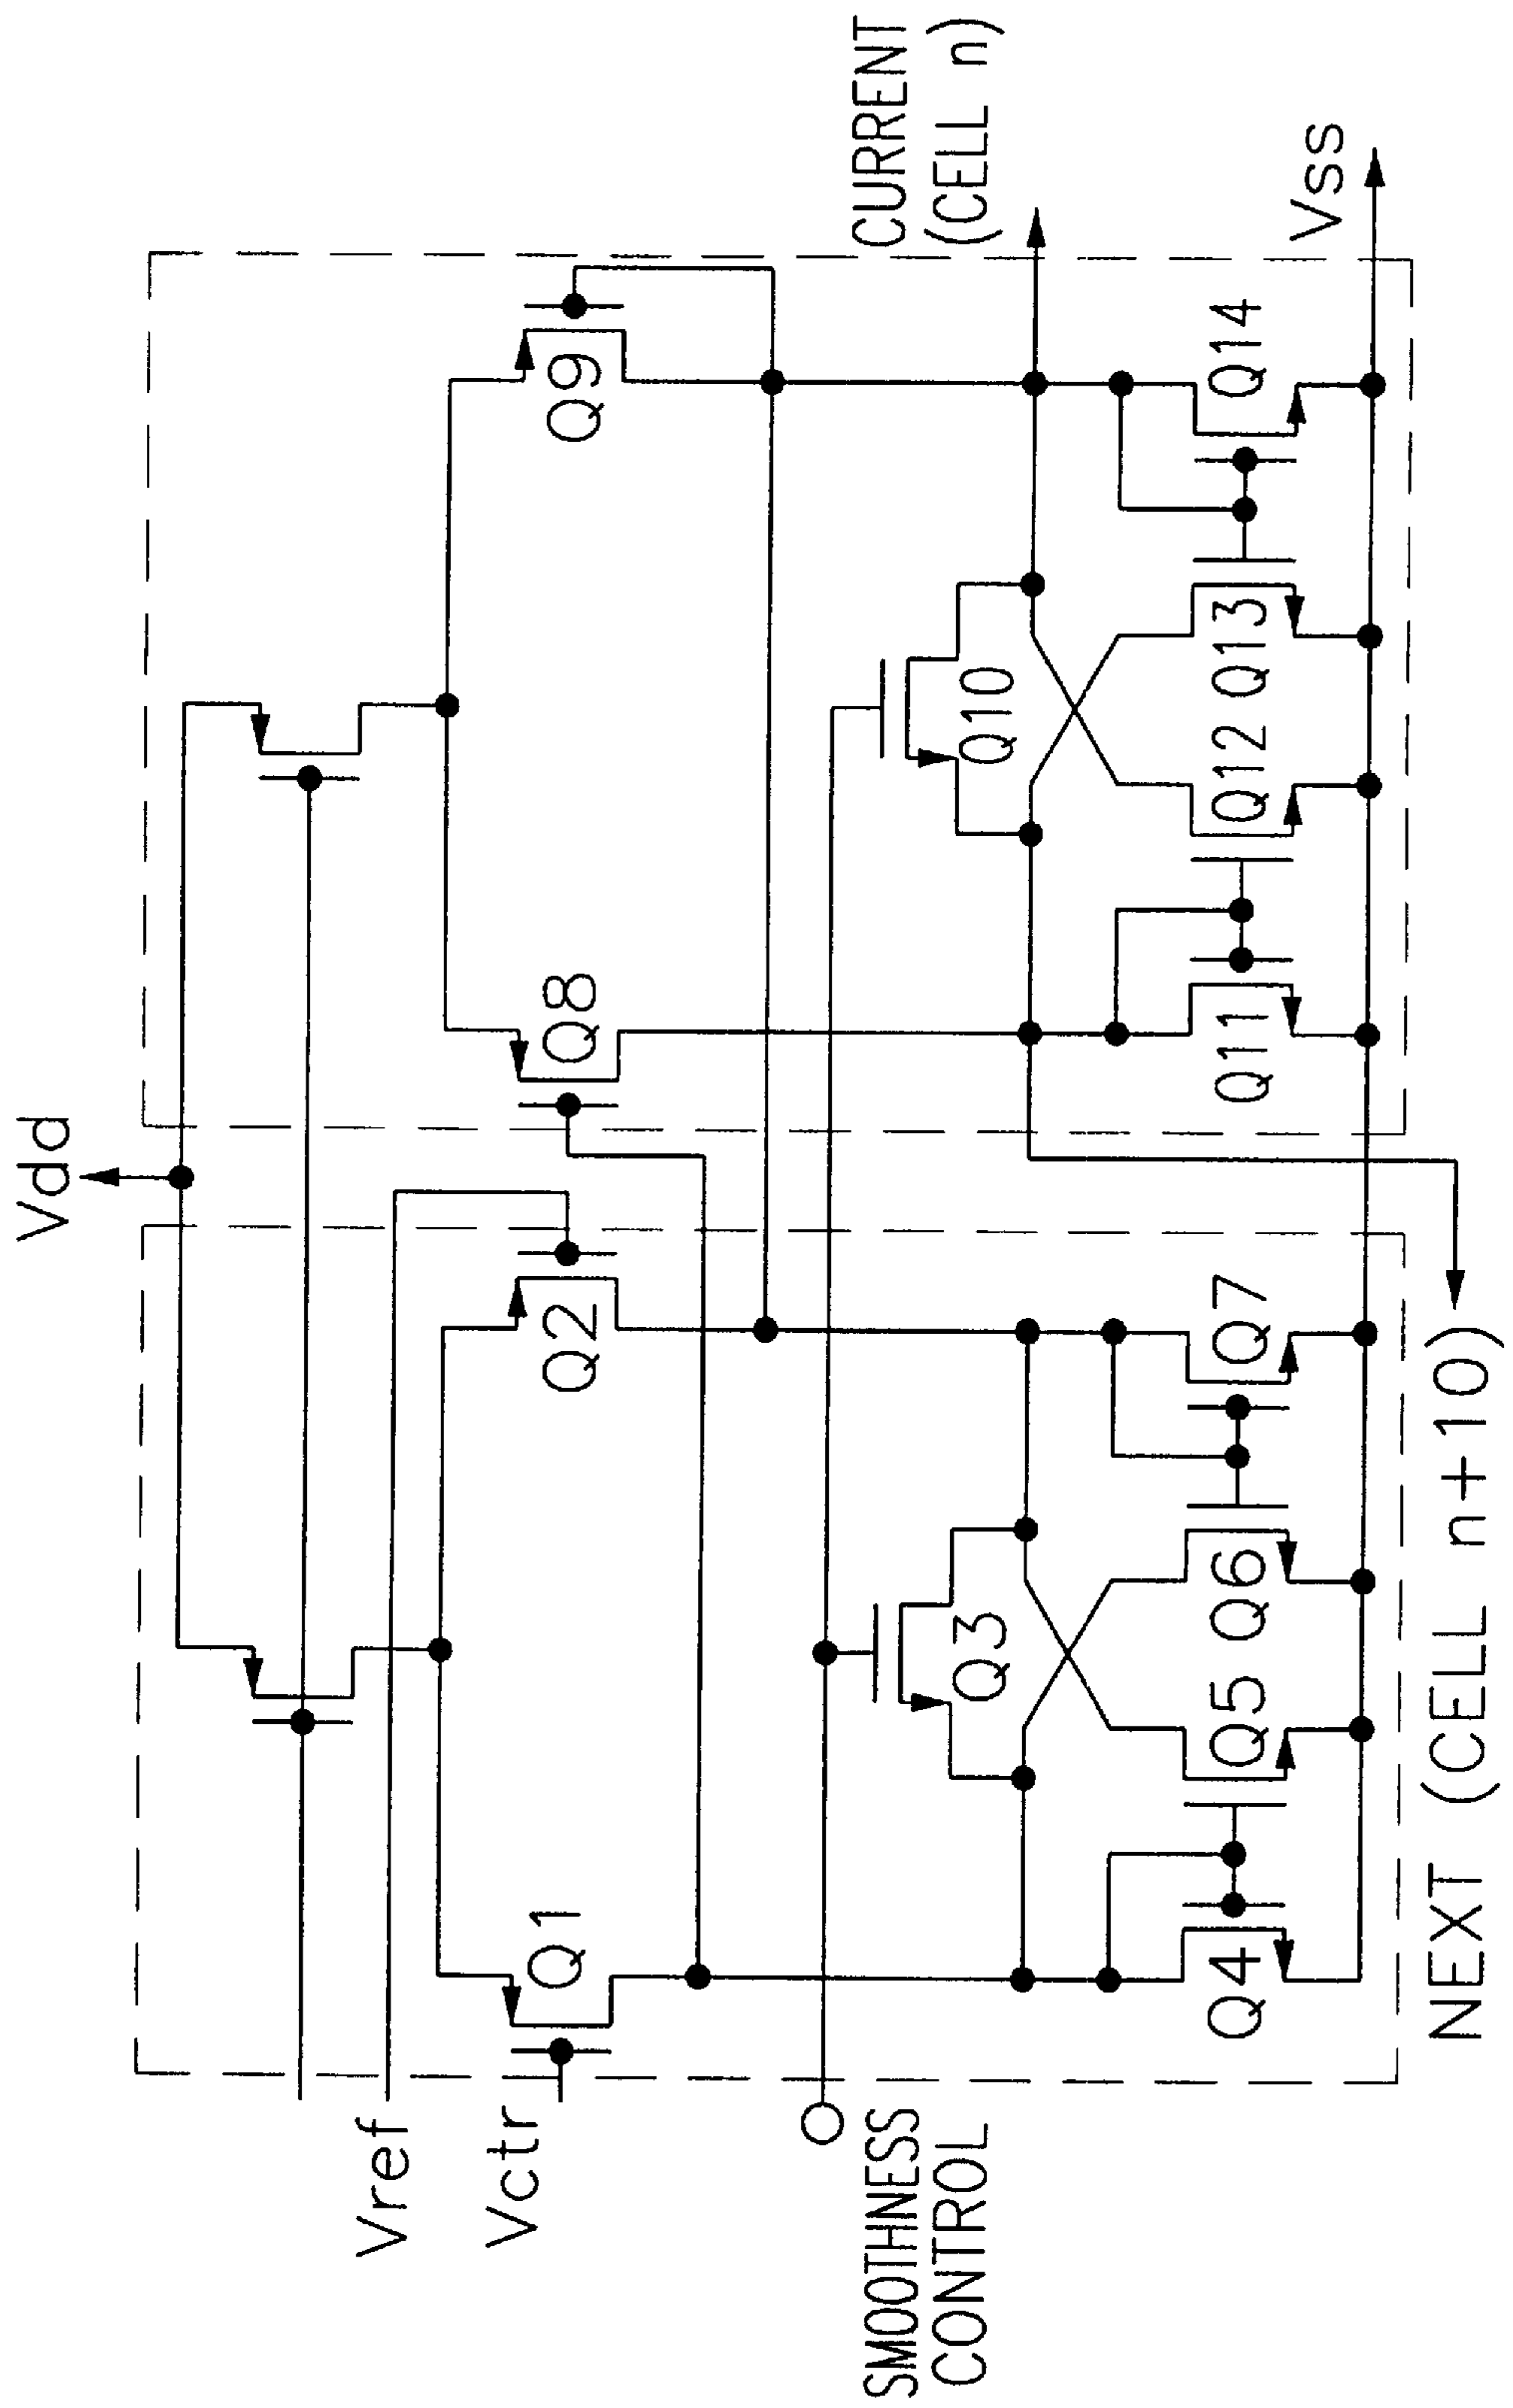 Vdd
Vref
Vctr
Q1
Q2
Q8
Q9
SMOOTHNESS
CONTROL
Q3
Q10
CURRENT
(CELL n)
Q4
Q5
Q6
Q7
Q11
Q12
Q13
Q14
Vss
NEXT (CELL n+10)